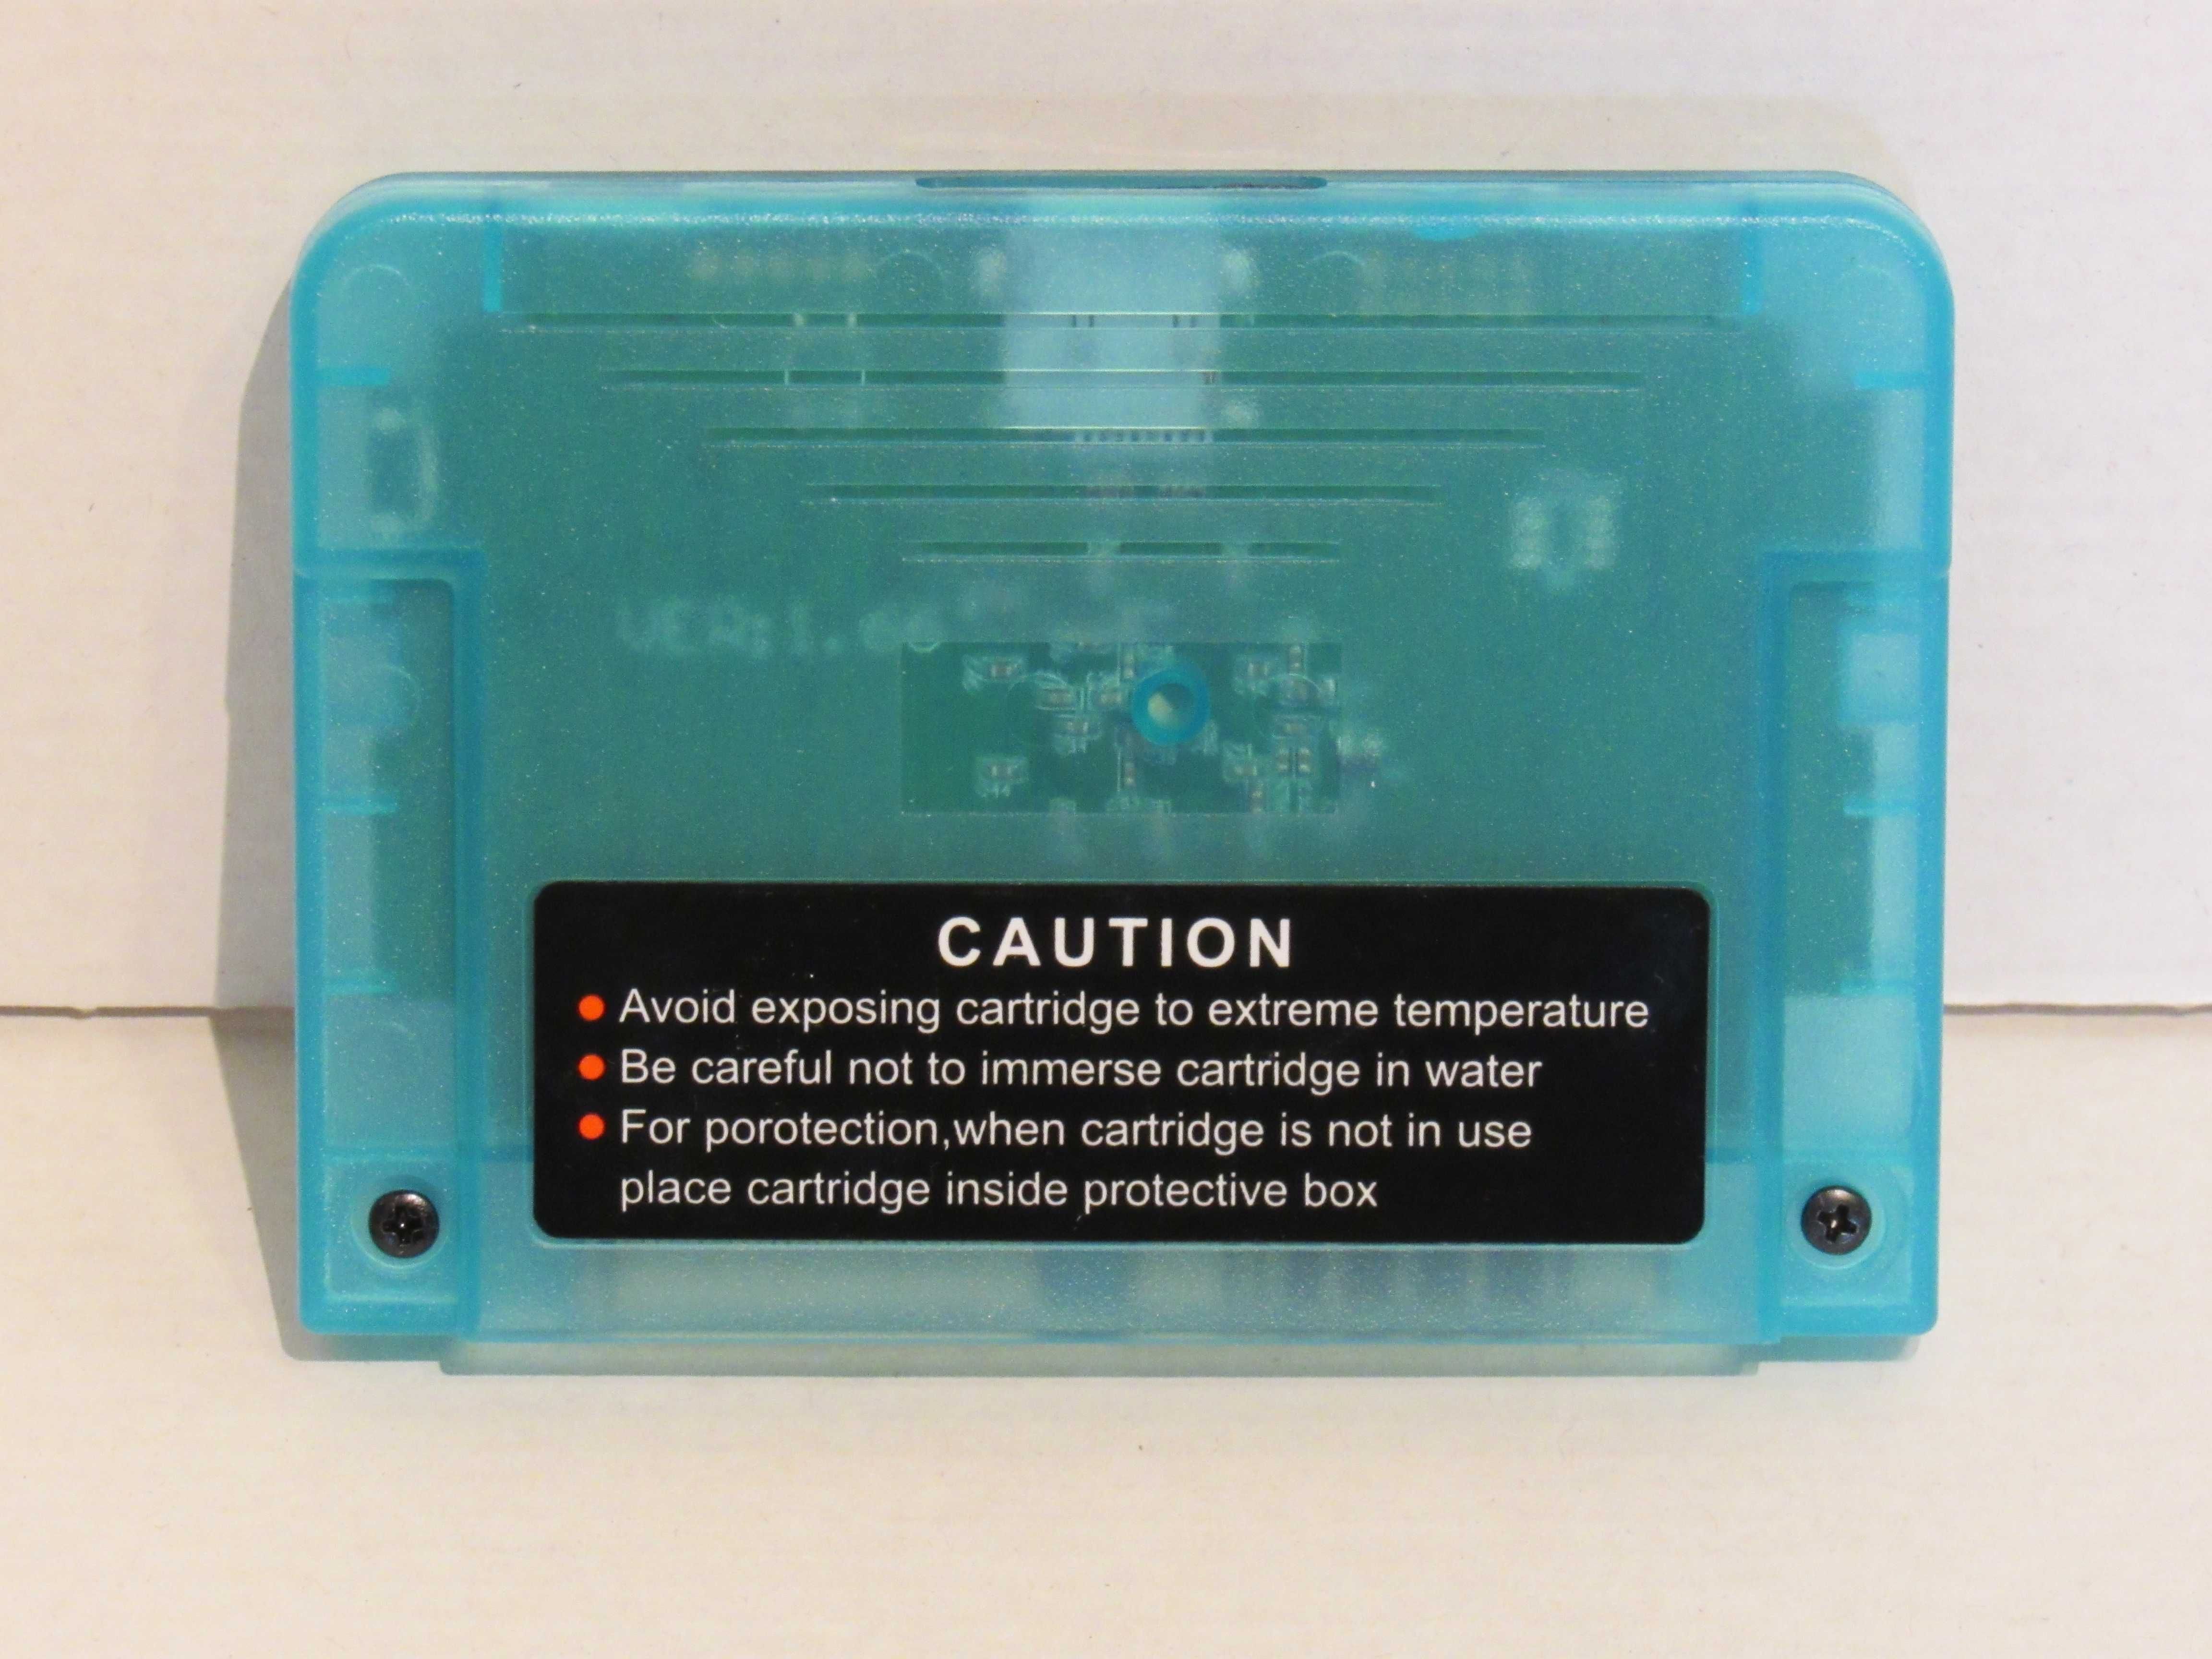 CAUTION
Avoid exposing cartridge to extreme temperature
Be careful not to immerse cartridge in water
For porotection,when cartridge is not in use
place cartridge inside protective box